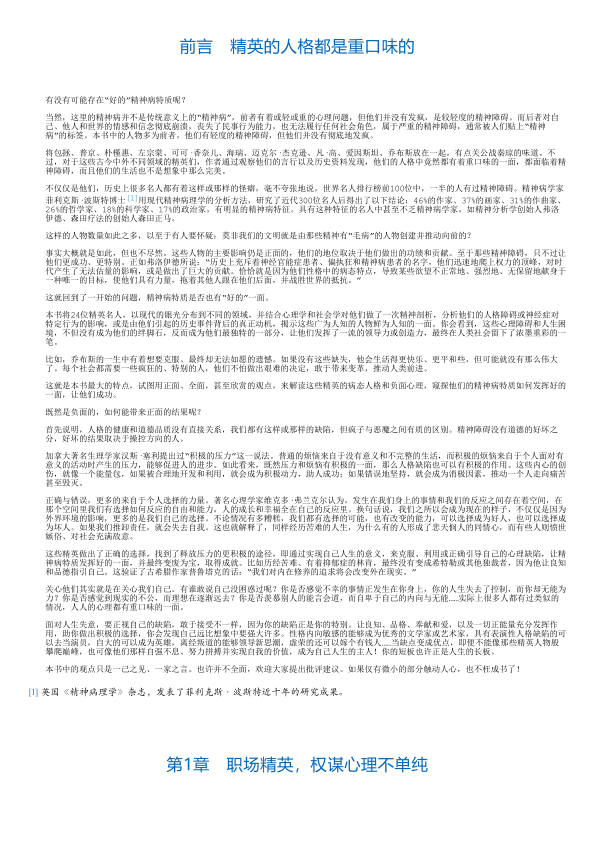 前言　精英的人格都是重口味的
有没有可能存在“好的”精神病特质呢？
当然，这里的精神病并不是传统意义上的“精神病”，前者有着或轻或重的心理问题，但他们并没有发疯，是较轻度的精神障碍，而后者对自
己、他人和世界的情感和信念彻底崩溃，丧失了民事行为能力，也无法履行任何社会角色，属于严重的精神障碍，通常被人们贴上“精神
病”的标签。本书中的人物多为前者，他们有轻度的精神障碍，但他们并没有彻底地发疯。
将包拯、普京、朴槿惠、左宗棠、可可·香奈儿、海瑞、迈克尔·杰克逊、凡·高、爱因斯坦、乔布斯放在一起，有点关公战秦琼的味道。不
过，对于这些古今中外不同领域的精英们，作者通过观察他们的言行以及历史资料发现，他们的人格中竟然都有着重口味的一面，都面临着精
神障碍，而且他们的生活也不是想象中那么完美。
不仅仅是他们，历史上很多名人都有着这样或那样的怪癖，毫不夸张地说，世界名人排行榜前100位中，一半的人有过精神障碍。精神病学家
菲利克斯·波斯特博士[1]用现代精神病理学的分析方法，研究了近代300位名人后得出了以下结论：46%的作家、37%的画家、31%的作曲家、
26%的哲学家、18%的科学家、17%的政治家，有明显的精神病特征，具有这种特征的名人中甚至不乏精神病学家，如精神分析学创始人弗洛
伊德、森田疗法的创始人森田正马。
这样的人物数量如此之多，以至于有人要怀疑：莫非我们的文明就是由那些精神有“毛病”的人物创建并推动向前的？
事实大概就是如此，但也不尽然。这些人物的主要影响仍是正面的，他们的地位取决于他们做出的功绩和贡献。至于那些精神障碍，只不过让
他们更成功、更特别。正如弗洛伊德所说：“历史上充斥着神经官能症患者、偏执狂和精神病患者的名字，他们迅速地爬上权力的顶峰，对时
代产生了无法估量的影响，或是做出了巨大的贡献。恰恰就是因为他们性格中的病态特点，导致某些欲望不正常地、强烈地、无保留地献身于
一种唯一的目标，使他们具有力量，拖着其他人跟在他们后面，并战胜世界的抵抗。”
这就回到了一开始的问题，精神病特质是否也有“好的”一面。
本书将24位精英名人，以现代的眼光分布到不同的领域，并结合心理学和社会学对他们做了一次精神剖析，分析他们的人格障碍或神经症对
特定行为的影响，或是由他们引起的历史事件背后的真正动机，揭示这些广为人知的人物鲜为人知的一面。你会看到，这些心理障碍和人生困
境，不但没有成为他们的绊脚石，反而成为他们最独特的一部分，让他们发挥了一流的领导力或创造力，最终在人类社会留下了浓墨重彩的一
笔。
比如，乔布斯的一生中有着想要克服、最终却无法如愿的遗憾。如果没有这些缺失，他会生活得更快乐、更平和些，但可能就没有那么伟大
了。每个社会都需要一些疯狂的、特别的人，他们不怕做出艰难的决定，敢于带来变革，推动人类前进。
这就是本书最大的特点，试图用正面、全面，甚至欣赏的观点，来解读这些精英的病态人格和负面心理，窥探他们的精神病特质如何发挥好的
一面，让他们成功。
既然是负面的，如何能带来正面的结果呢？
首先说明，人格的健康和道德品质没有直接关系，我们都有这样或那样的缺陷，但疯子与恶魔之间有质的区别。精神障碍没有道德的好坏之
分，好坏的结果取决于操控方向的人。
加拿大著名生理学家汉斯·塞利提出过“积极的压力”这一说法。普通的烦恼来自于没有意义和不完整的生活，而积极的烦恼来自于个人面对有
意义的活动时产生的压力，能够促进人的进步。如此看来，既然压力和烦恼有积极的一面，那么人格缺陷也可以有积极的作用。这些内心的创
伤，就像一个能量包，如果被合理地开发和利用，就会成为积极动力，助人成功；如果错误地坚持，就会成为消极因素，推动一个人走向痛苦
甚至毁灭。
正确与错误，更多的来自于个人选择的力量。著名心理学家维克多·弗兰克尔认为，发生在我们身上的事情和我们的反应之间存在着空间，在
那个空间里我们有选择如何反应的自由和能力，人的成长和幸福全在自己的反应里。换句话说，我们之所以会成为现在的样子，不仅仅是因为
外界环境的影响，更多的是我们自己的选择。不论情况有多糟糕，我们都有选择的可能，也有改变的能力，可以选择成为好人，也可以选择成
为坏人。如果我们推卸责任，就会失去自我。这也就解释了，同样经历苦难的人生，为什么有的人形成了悲天悯人的同情心，而有些人则愤世
嫉俗、对社会充满敌意。
这些精英做出了正确的选择，找到了释放压力的更积极的途径，即通过实现自己人生的意义，来克服、利用或正确引导自己的心理缺陷，让精
神病特质发挥好的一面，并最终变废为宝，取得成就。比如历经苦难、有着抑郁症的林肯，最终没有变成希特勒或其他独裁者，因为他让良知
和品德指引自己。这验证了古希腊作家普鲁塔克的话：“我们对内在修养的追求将会改变外在现实。”
关心他们其实就是在关心我们自己。有谁敢说自己没困惑过呢？你是否感觉不幸的事情正发生在你身上，你的人生失去了控制，而你却无能为
力？你是否感觉到现实的不公，而理想在逐渐远去？你是否羡慕别人的能言会道，而自卑于自己的内向与无能……实际上很多人都有过类似的
情况，人人的心理都有重口味的一面。
面对人生失意，要正视自己的缺陷，敢于接受不一样，因为你的缺陷正是你的特别。让良知、品格、奉献和爱，以及一切正能量充分发挥作
用，助你做出积极的选择，你会发现自己远比想象中要强大许多。性格内向敏感的能够成为优秀的文学家或艺术家，具有表演性人格缺陷的可
以去当演员，自大的可以成为英雄，离经叛道的能够引领新思潮，虚荣的还可以嫁个有钱人……当缺点变成优点，即便不能像那些精英人物般
攀爬巅峰，也可像他们那样自强不息、努力拼搏并实现自我的价值，成为自己人生的主人！你的短板也许正是人生的长板。
本书中的观点只是一己之见、一家之言。也许并不全面，欢迎大家提出批评建议。如果仅有微小的部分触动人心，也不枉成书了！
[1] 英国《精神病理学》杂志，发表了菲利克斯·波斯特近十年的研究成果。
第1章　职场精英，权谋心理不单纯